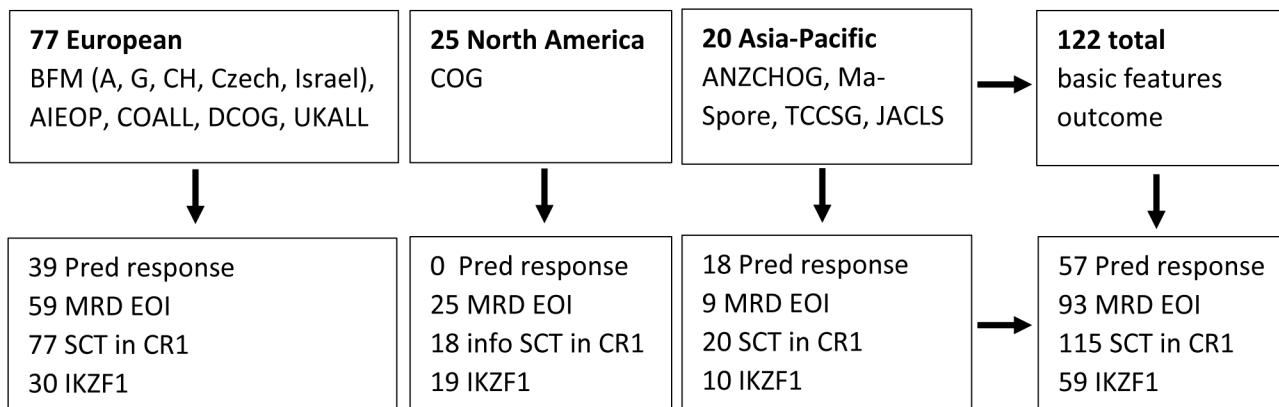 77 European
BFM (A, G, CH, Czech, Israel),
AIEOP, COALL, DCOG, UKALL
25 North America
COG
20 Asia-Pacific
ANZCHOG, Ma-
Spore, TCCSG, JACLS
122 total
basic features
outcome
39 Pred response
59 MRD EOI
77 SCT in CR1
30 IKZF1
0 Pred response
25 MRD EOI
18 info SCT in CR1
19 IKZF1
18 Pred response
9 MRD EOI
20 SCT in CR1
10 IKZF1
57 Pred response
93 MRD EOI
115 SCT in CR1
59 IKZF1